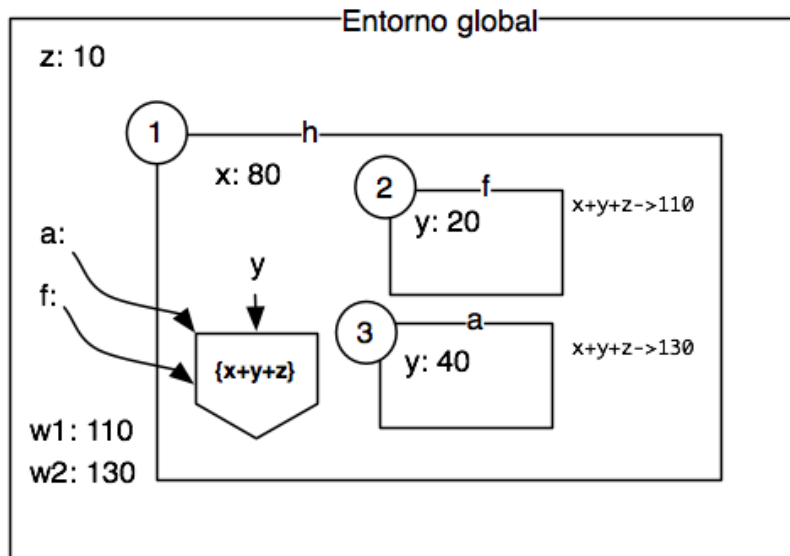 Entorno global
z: 10
1
h
x: 80
2
f
y: 20
x+y+z->110
a:
y
f:
3
a
y: 40
x+y+z->130
{x+y+z}
w1: 110
w2: 130